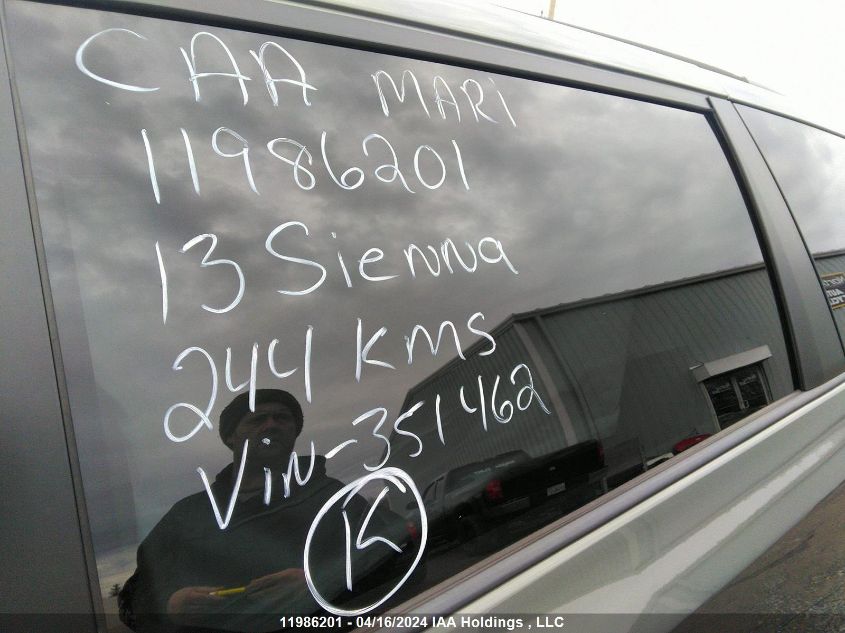 CAA MARI
11986201
13 Sienna
244 kms
Vin-351462
K
11986201 - 04/16/2024 IAA Holdings , LLC